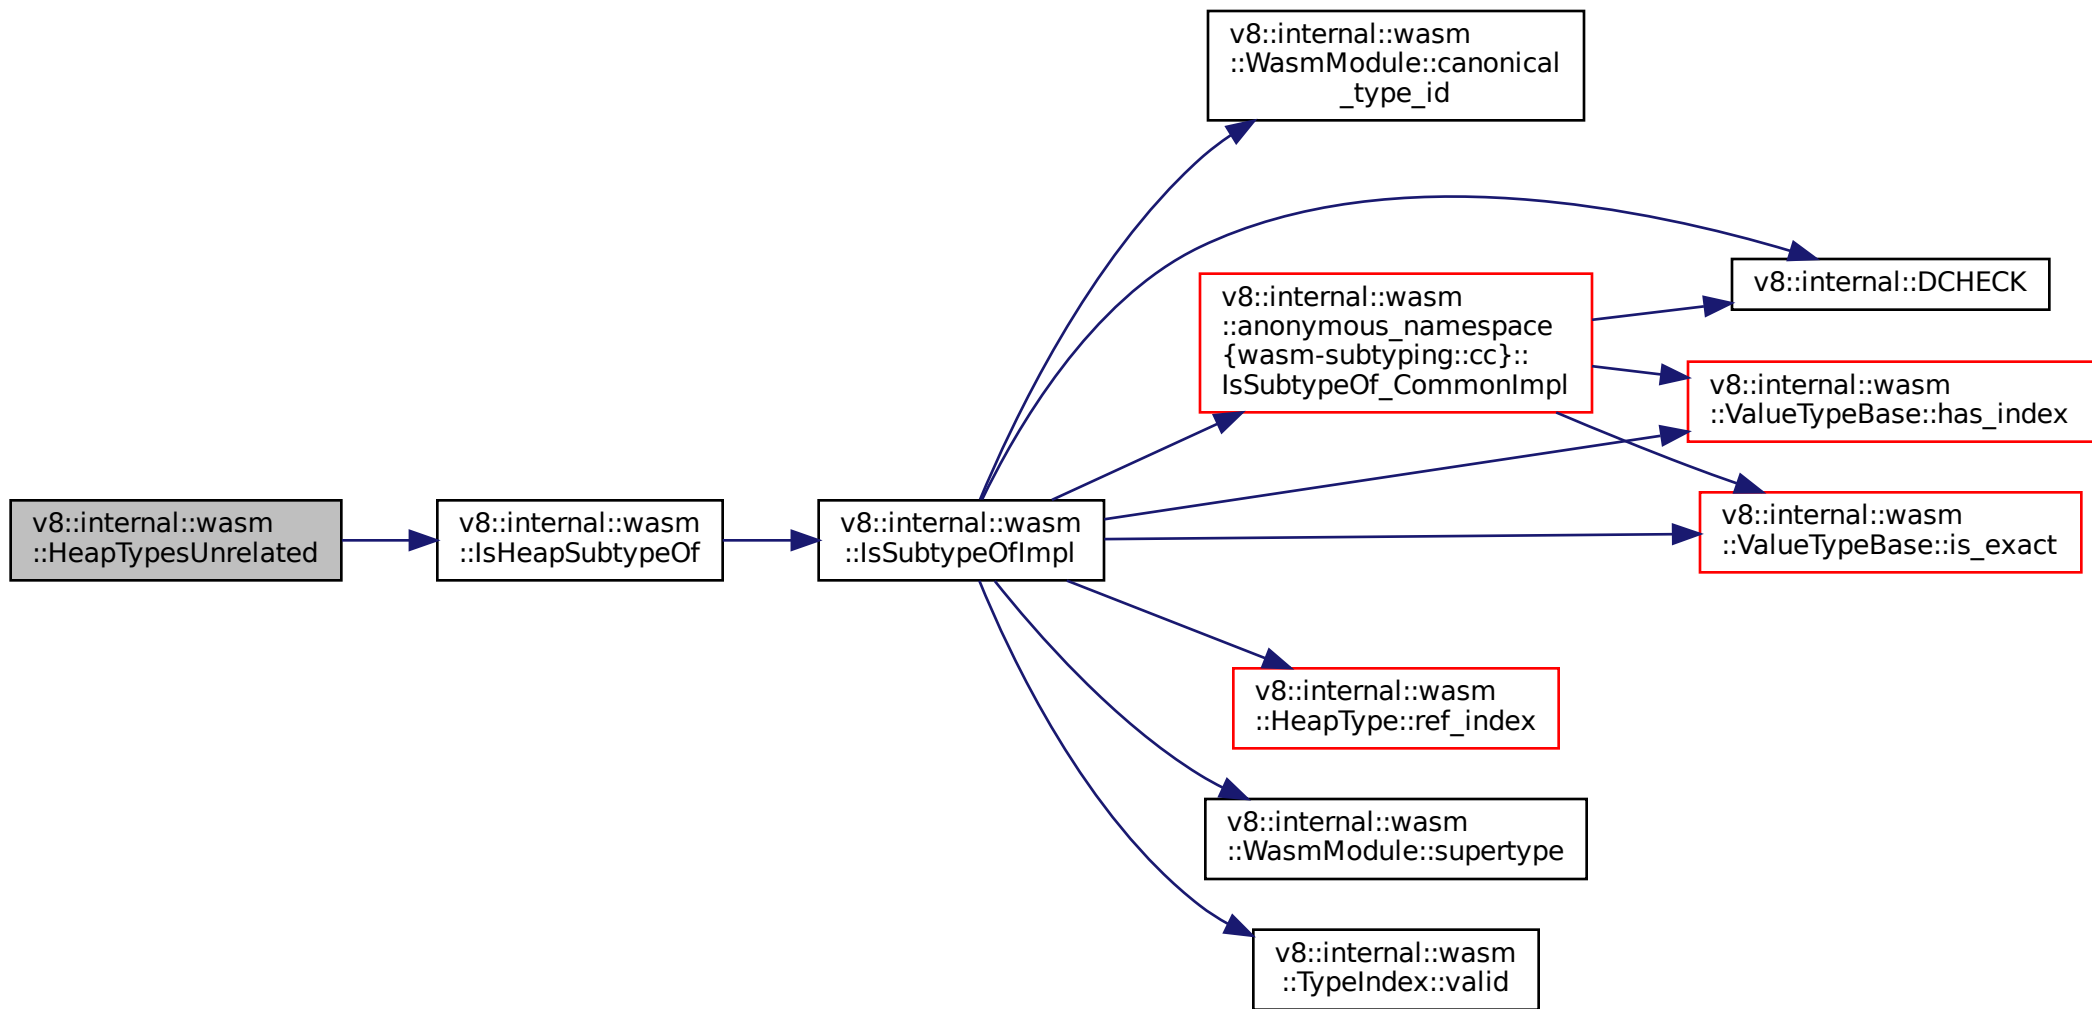 v8::internal::wasm
::HeapTypesUnrelated
v8::internal::wasm
::IsHeapSubtypeOf
v8::internal::wasm
::IsSubtypeOfImpl
v8::internal::wasm
::WasmModule::canonical
_type_id
v8::internal::DCHECK
v8::internal::wasm
::anonymous_namespace
{wasm-subtyping::cc}::
IsSubtypeOf_CommonImpl
v8::internal::wasm
::ValueTypeBase::has_index
v8::internal::wasm
::ValueTypeBase::is_exact
v8::internal::wasm
::HeapType::ref_index
v8::internal::wasm
::WasmModule::supertype
v8::internal::wasm
::TypeIndex::valid